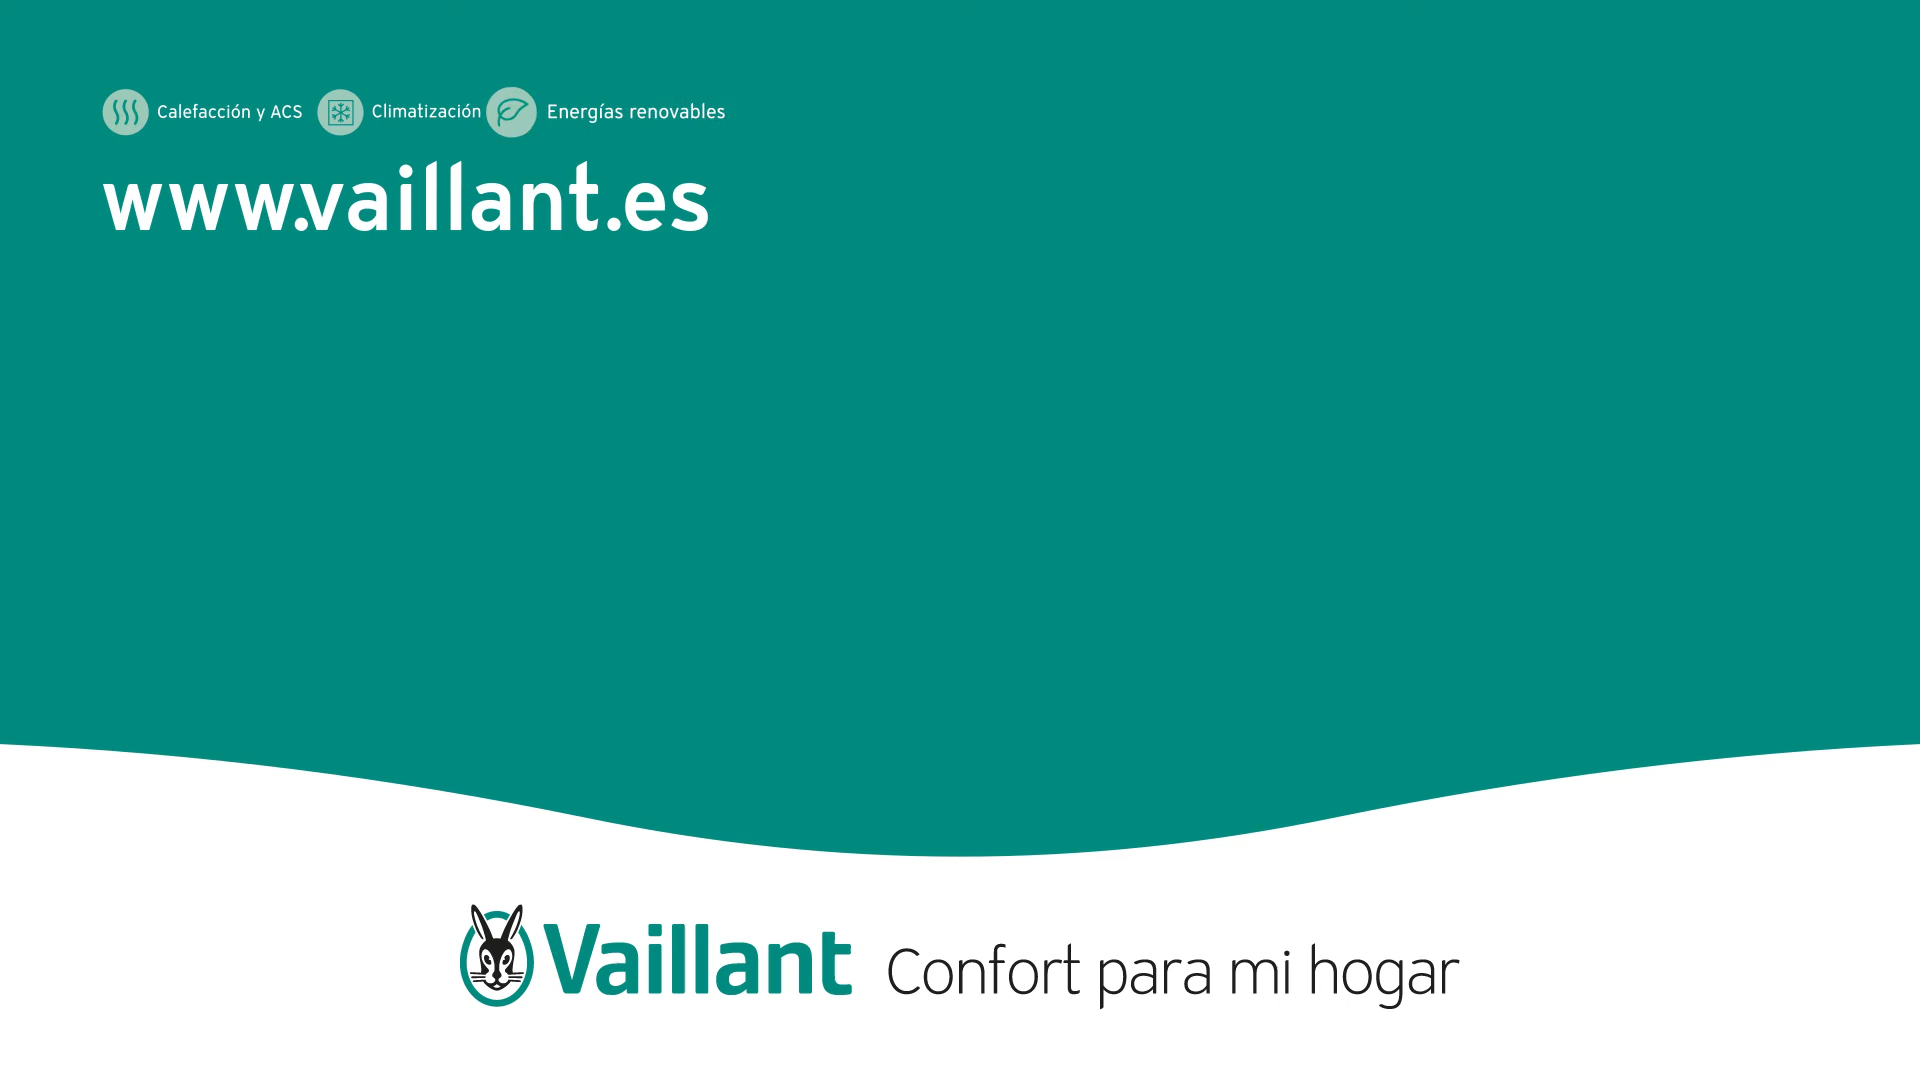 Calefacción y ACS Climatización Energías renovables
www.vaillant.es
Vaillant Confort para mi hogar